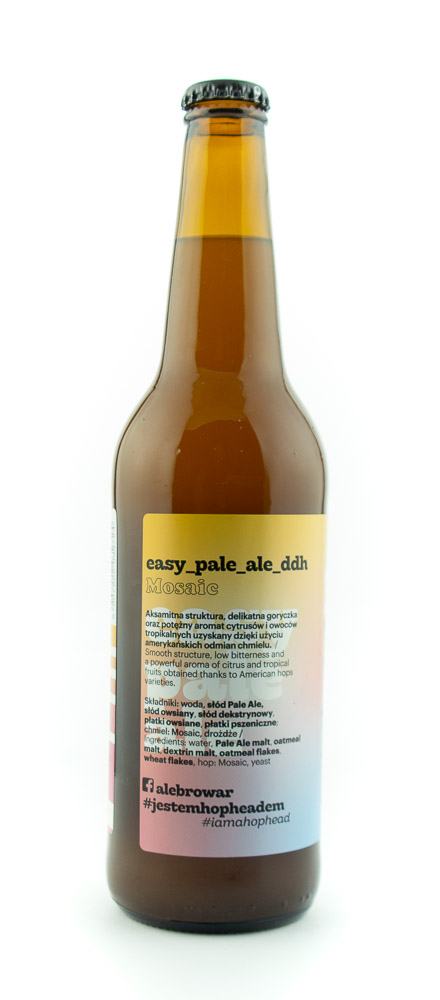 easy_pale_ale_ddh
Mosaic
Aksamitna struktura, delikatna goryczka
oraz potężny aromat cytrusów i owoców
tropikalnych uzyskany dzięki użyciu
amerykańskich odmian chmielu. /
Smooth structure, low bitterness and
a powerful aroma of citrus and tropical
fruits obtained thanks to American hops
varieties.
easy
pale
Składniki: woda, słód Pale Ale,
słód owsiany, słód dekstrynowy,
płatki owsiane, płatki pszeniczne;
chmiel: Mosaic, drożdże /
Ingredients: water, Pale Ale malt, oatmeal
malt, dextrin malt, oatmeal flakes,
wheat flakes, hop: Mosaic, yeast
alebrowar
#jestemhopheadem
#iamahophead